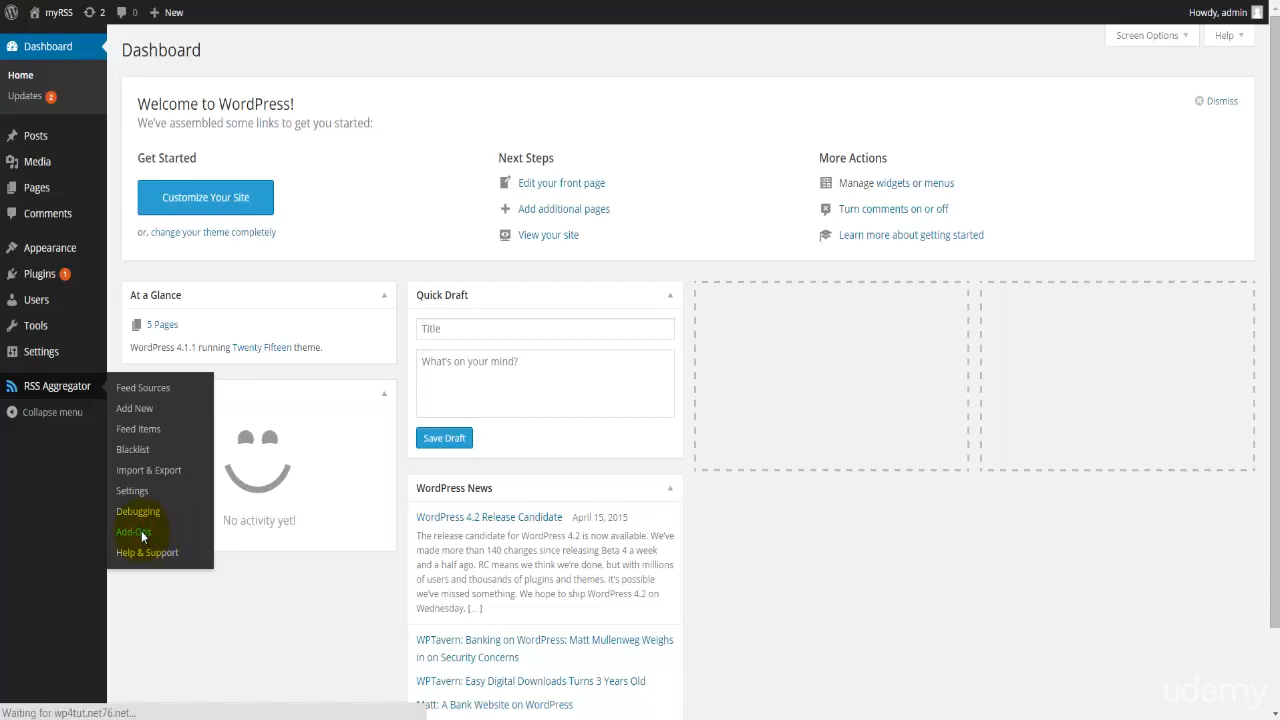 myRSS 2 0 New Howdy, admin
Screen Options Help
Dashboard
Home
Updates 2
Posts
Media
Pages
Comments
Appearance
Plugins 1
Users
Tools
Settings
RSS Aggregator
Collapse menu
Feed Sources
Add New
Feed Items
Blacklist
Import & Export
Settings
Debugging
Add-Ons
Help & Support
Dashboard
Welcome to WordPress!
Dismiss
We've assembled some links to get you started:
Get Started
Customize Your Site
or, change your theme completely
Next Steps
Edit your front page
Add additional pages
View your site
More Actions
Manage widgets or menus
Turn comments on or off
Learn more about getting started
At a Glance
5 Pages
WordPress 4.1.1 running Twenty Fifteen theme.
No activity yet!
Quick Draft
Title
What's on your mind?
Save Draft
WordPress News
WordPress 4.2 Release Candidate April 15, 2015
The release candidate for WordPress 4.2 is now available. We've
made more than 140 changes since releasing Beta 4 a week
and a half ago. RC means we think we're done, but with millions
of users and thousands of plugins and themes, it's possible
we've missed something. We hope to ship WordPress 4.2 on
Wednesday, […]
WPTavern: Banking on WordPress: Matt Mullenweg Weighs
in on Security Concerns
WPTavern: Easy Digital Downloads Turns 3 Years Old
Matt: A Bank Website on WordPress
Waiting for wp4tut.net76.net...
udemy